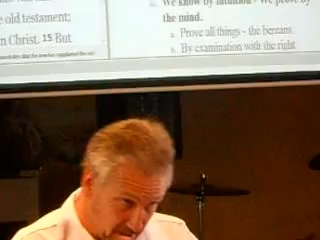 e old testament;
n Christ. 15 But
We know by intuition - We prove by
the mind.
a. Prove all things - the bereans.
b. By examination with the right